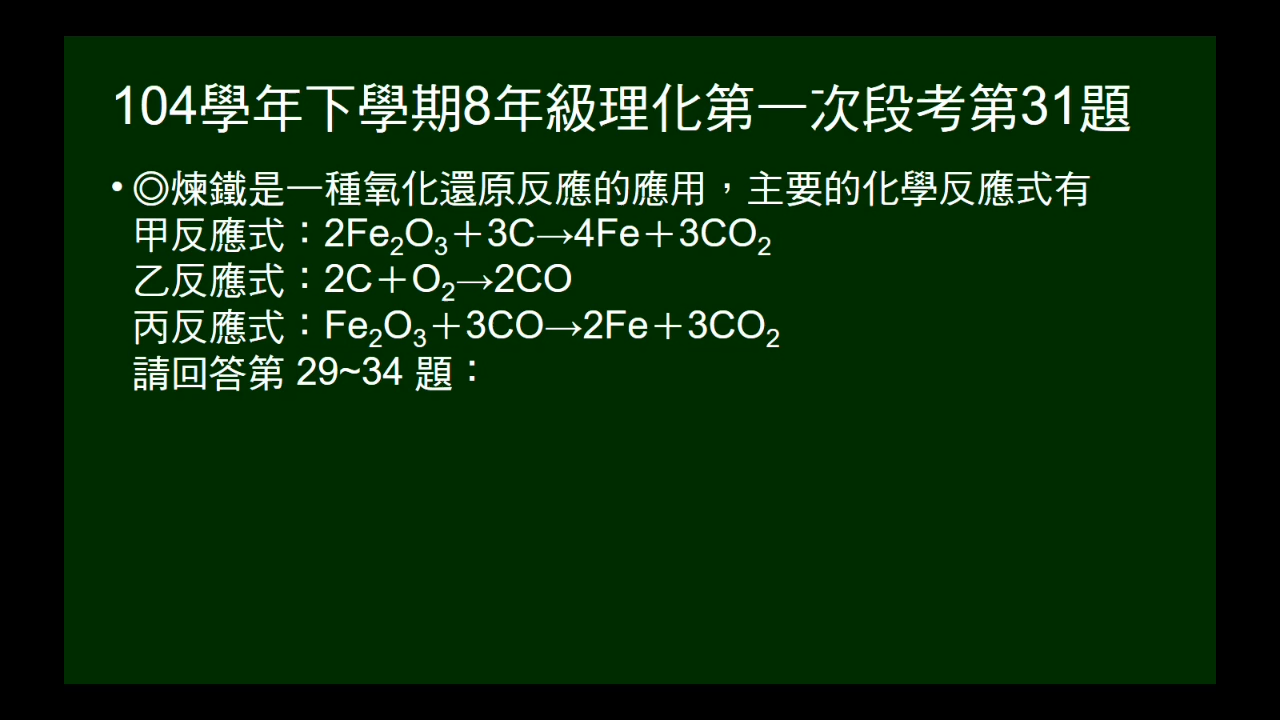 104學年下學期8年級理化第一次段考第31題
• ◎煉鐵是一種氧化還原反應的應用，主要的化學反應式有
甲反應式：2Fe₂O₃＋3C→4Fe＋3CO₂
乙反應式：2C＋O₂→2CO
丙反應式：Fe₂O₃＋3CO→2Fe＋3CO₂
請回答第 29~34 題：